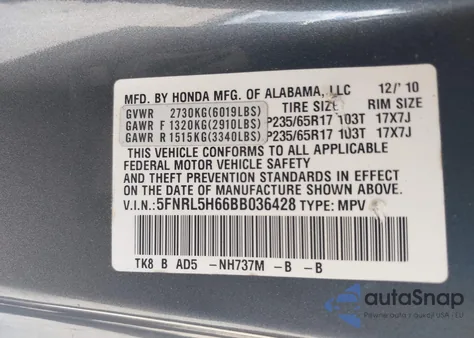 MFD. BY HONDA MFG. OF ALABAMA, LLC 12/'10
GVWR 2730KG(6019LBS) TIRE SIZE RIM SIZE
GAWR F 1320KG(2910LBS) P235/65R17 103T 17X7J
GAWR R 1515KG(3340LBS) P235/65R17 103T 17X7J
THIS VEHICLE CONFORMS TO ALL APPLICABLE
FEDERAL MOTOR VEHICLE SAFETY
AND THEFT PREVENTION STANDARDS IN EFFECT
ON THE DATE OF MANUFACTURE SHOWN ABOVE.
V.I.N.: 5FNRL5H66BB036428 TYPE: MPV
TK8 B AD5 -NH737M -B -B
autoSnap